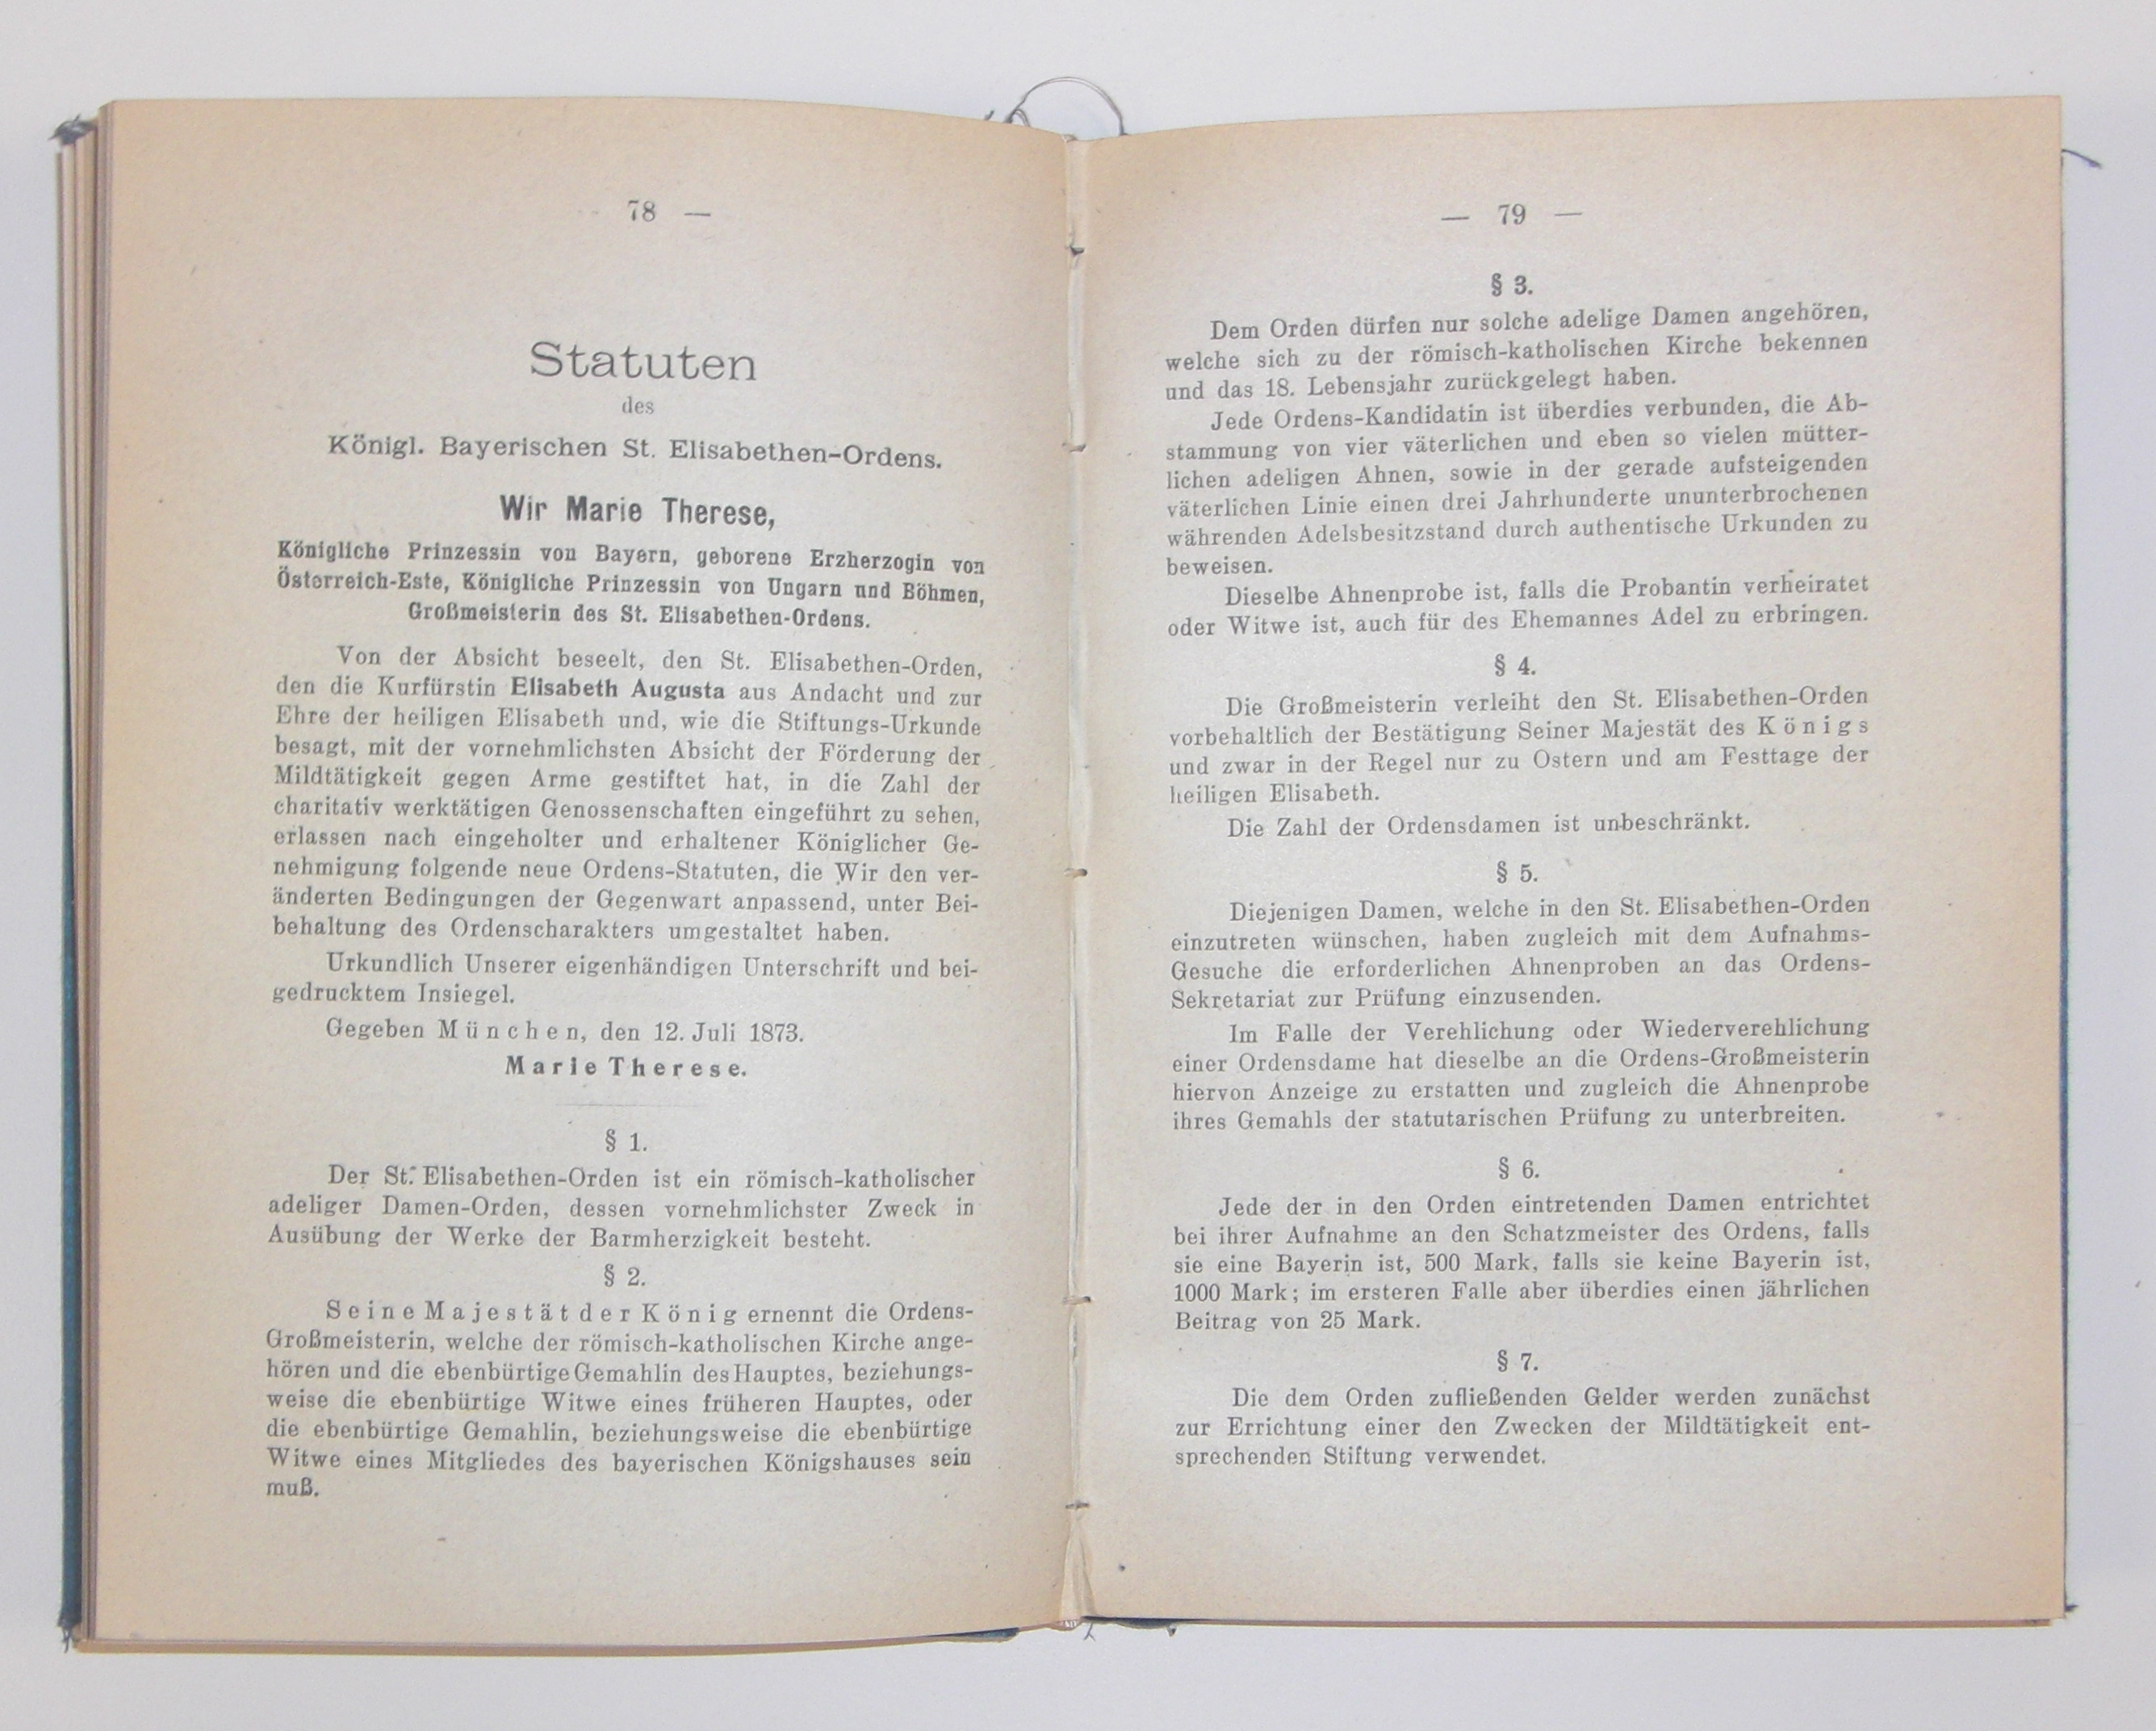 78 —
Statuten
des
Königl. Bayerischen St. Elisabethen-Ordens.
Wir Marie Therese,
Königliche Prinzessin von Bayern, geborene Erzherzogin von
Österreich-Este, Königliche Prinzessin von Ungarn und Böhmen,
Großmeisterin des St. Elisabethen-Ordens.
Von der Absicht beseelt, den St. Elisabethen-Orden,
den die Kurfürstin Elisabeth Augusta aus Andacht und zur
Ehre der heiligen Elisabeth und, wie die Stiftungs-Urkunde
besagt, mit der vornehmlichsten Absicht der Förderung der
Mildtätigkeit gegen Arme gestiftet hat, in die Zahl der
charitativ werktätigen Genossenschaften eingeführt zu sehen,
erlassen nach eingeholter und erhaltener Königlicher Ge-
nehmigung folgende neue Ordens-Statuten, die Wir den ver-
änderten Bedingungen der Gegenwart anpassend, unter Bei-
behaltung des Ordenscharakters umgestaltet haben.
Urkundlich Unserer eigenhändigen Unterschrift und bei-
gedrucktem Insiegel.
Gegeben München, den 12. Juli 1873.
Marie Therese.
§ 1.
Der St. Elisabethen-Orden ist ein römisch-katholischer
adeliger Damen-Orden, dessen vornehmlichster Zweck in
Ausübung der Werke der Barmherzigkeit besteht.
§ 2.
Seine Majestät der König ernennt die Ordens-
Großmeisterin, welche der römisch-katholischen Kirche ange-
hören und die ebenbürtige Gemahlin des Hauptes, beziehungs-
weise die ebenbürtige Witwe eines früheren Hauptes, oder
die ebenbürtige Gemahlin, beziehungsweise die ebenbürtige
Witwe eines Mitgliedes des bayerischen Königshauses sein
muß.
— 79 —
§ 3.
Dem Orden dürfen nur solche adelige Damen angehören,
welche sich zu der römisch-katholischen Kirche bekennen
und das 18. Lebensjahr zurückgelegt haben.
Jede Ordens-Kandidatin ist überdies verbunden, die Ab-
stammung von vier väterlichen und eben so vielen mütter-
lichen adeligen Ahnen, sowie in der gerade aufsteigenden
väterlichen Linie einen drei Jahrhunderte ununterbrochenen
währenden Adelsbesitzstand durch authentische Urkunden zu
beweisen.
Dieselbe Ahnenprobe ist, falls die Probantin verheiratet
oder Witwe ist, auch für des Ehemannes Adel zu erbringen.
§ 4.
Die Großmeisterin verleiht den St. Elisabethen-Orden
vorbehaltlich der Bestätigung Seiner Majestät des Königs
und zwar in der Regel nur zu Ostern und am Festtage der
heiligen Elisabeth.
Die Zahl der Ordensdamen ist unbeschränkt.
§ 5.
Diejenigen Damen, welche in den St. Elisabethen-Orden
einzutreten wünschen, haben zugleich mit dem Aufnahms-
Gesuche die erforderlichen Ahnenproben an das Ordens-
Sekretariat zur Prüfung einzusenden.
Im Falle der Verehlichung oder Wiederverehlichung
einer Ordensdame hat dieselbe an die Ordens-Großmeisterin
hiervon Anzeige zu erstatten und zugleich die Ahnenprobe
ihres Gemahls der statutarischen Prüfung zu unterbreiten.
§ 6.
Jede der in den Orden eintretenden Damen entrichtet
bei ihrer Aufnahme an den Schatzmeister des Ordens, falls
sie eine Bayerin ist, 500 Mark, falls sie keine Bayerin ist,
1000 Mark; im ersteren Falle aber überdies einen jährlichen
Beitrag von 25 Mark.
§ 7.
Die dem Orden zufließenden Gelder werden zunächst
zur Errichtung einer den Zwecken der Mildtätigkeit ent-
sprechenden Stiftung verwendet.